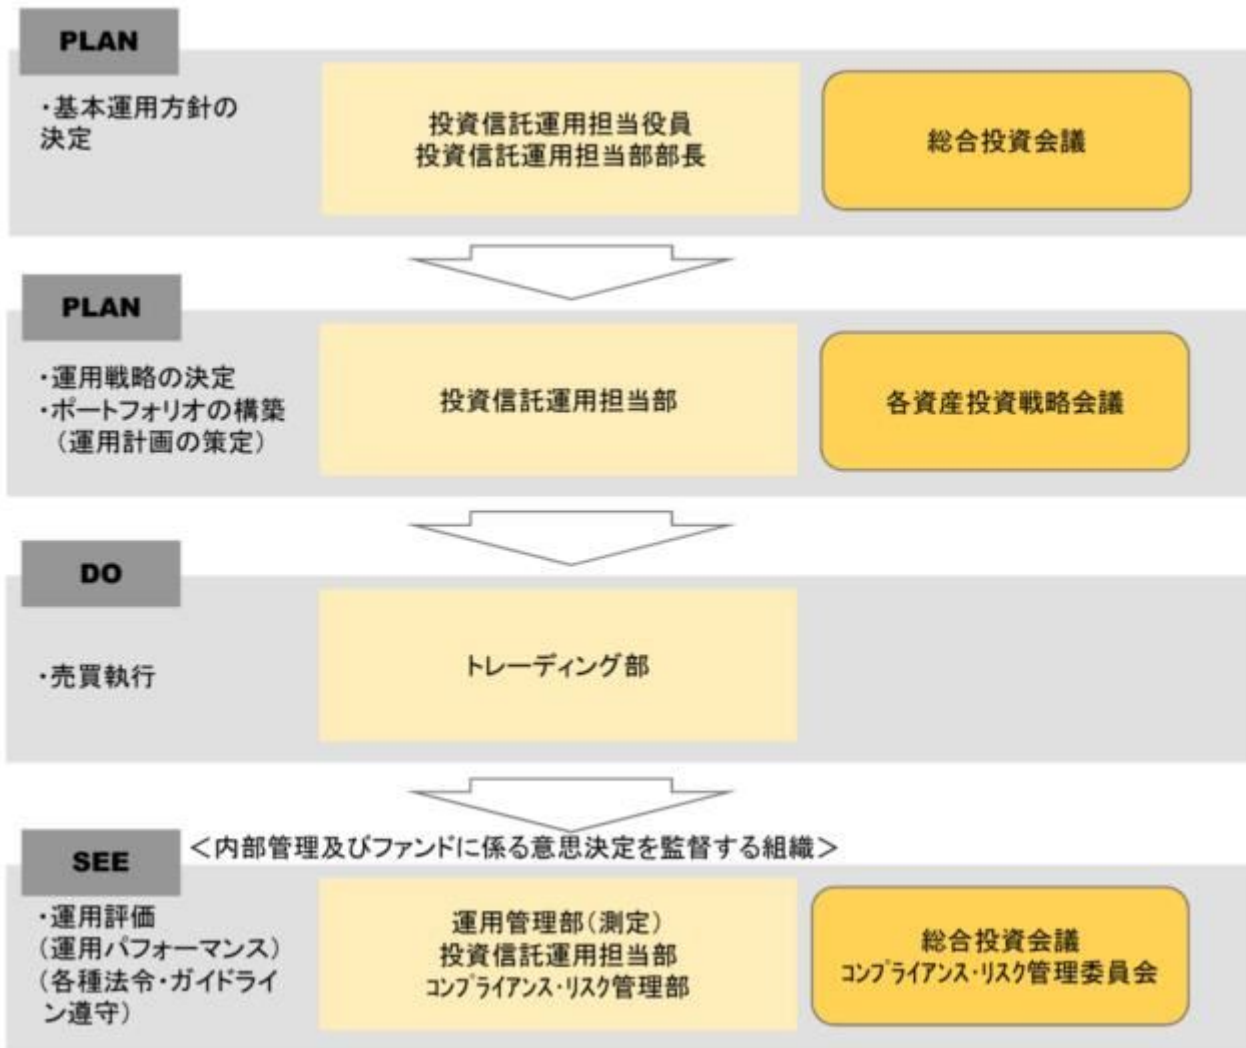 PLAN
・基本運用方針の
決定
投資信託運用担当役員
投資信託運用担当部部長
総合投資会議
PLAN
・運用戦略の決定
・ポートフォリオの構築
（運用計画の策定）
投資信託運用担当部
各資産投資戦略会議
DO
・売買執行
トレーディング部
SEE
＜内部管理及びファンドに係る意思決定を監督する組織＞
・運用評価
（運用パフォーマンス）
（各種法令・ガイドライ
ン遵守）
運用管理部（測定）
投資信託運用担当部
ｺﾝﾌﾟﾗｲｱﾝｽ・ﾘｽｸ管理部
総合投資会議
ｺﾝﾌﾟﾗｲｱﾝｽ・ﾘｽｸ管理委員会